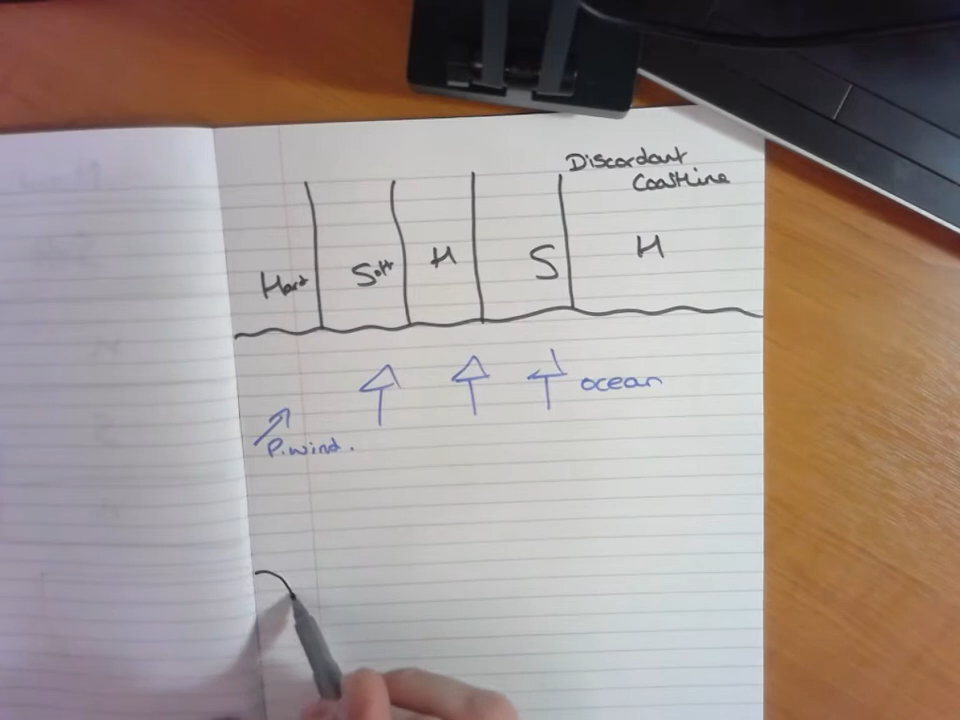 Discordant
Coastline
Hard Soft H S H
ocean
P.wind.